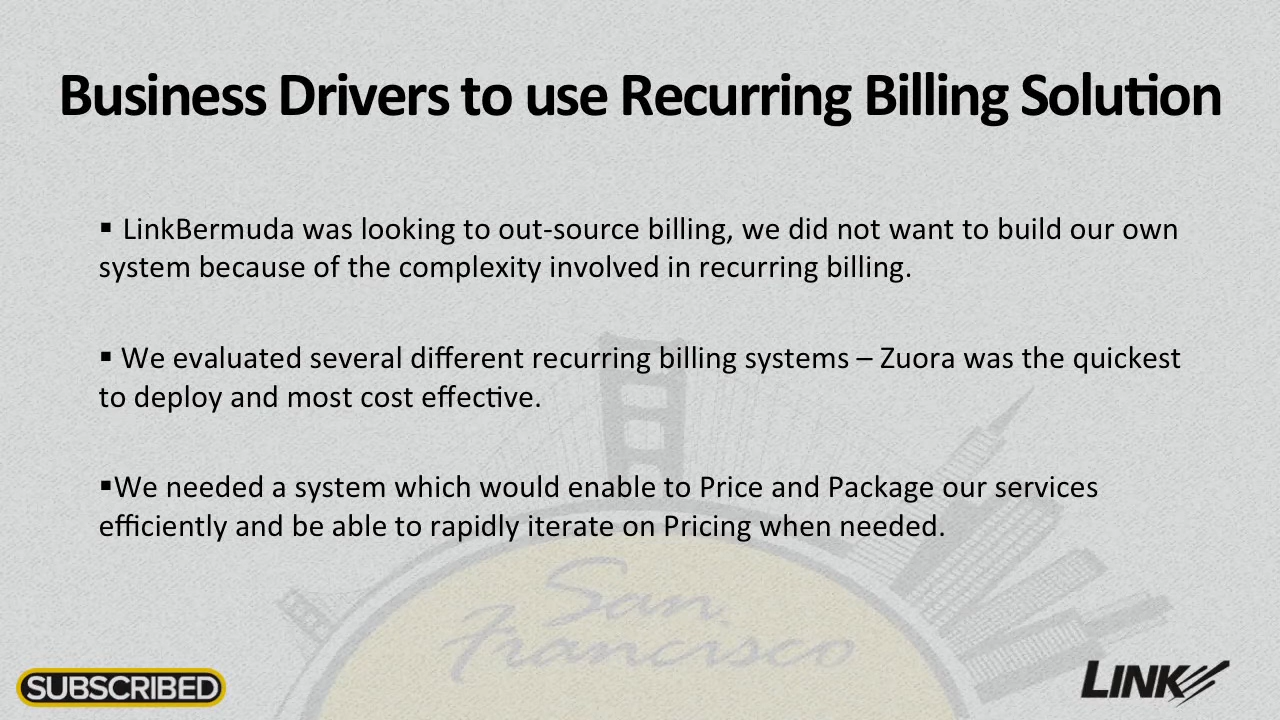 Business Drivers to use Recurring Billing Solution
▪ LinkBermuda was looking to out-source billing, we did not want to build our own
system because of the complexity involved in recurring billing.
▪ We evaluated several different recurring billing systems – Zuora was the quickest
to deploy and most cost effective.
▪We needed a system which would enable to Price and Package our services
efficiently and be able to rapidly iterate on Pricing when needed.
San
Francisco
SUBSCRIBED
LINK